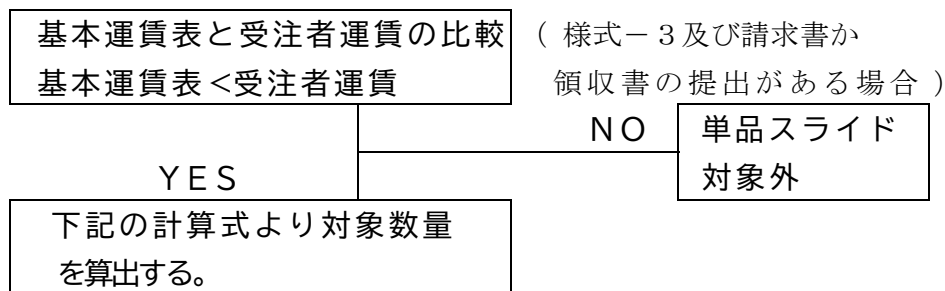 基本運賃表と受注者運賃の比較 （ 様式－３及び請求書か
基本運賃表<受注者運賃 領収書の提出がある場合 ）
ＮＯ 単品スライド
対象外
ＹＥＳ
下記の計算式より対象数量
を算出する。